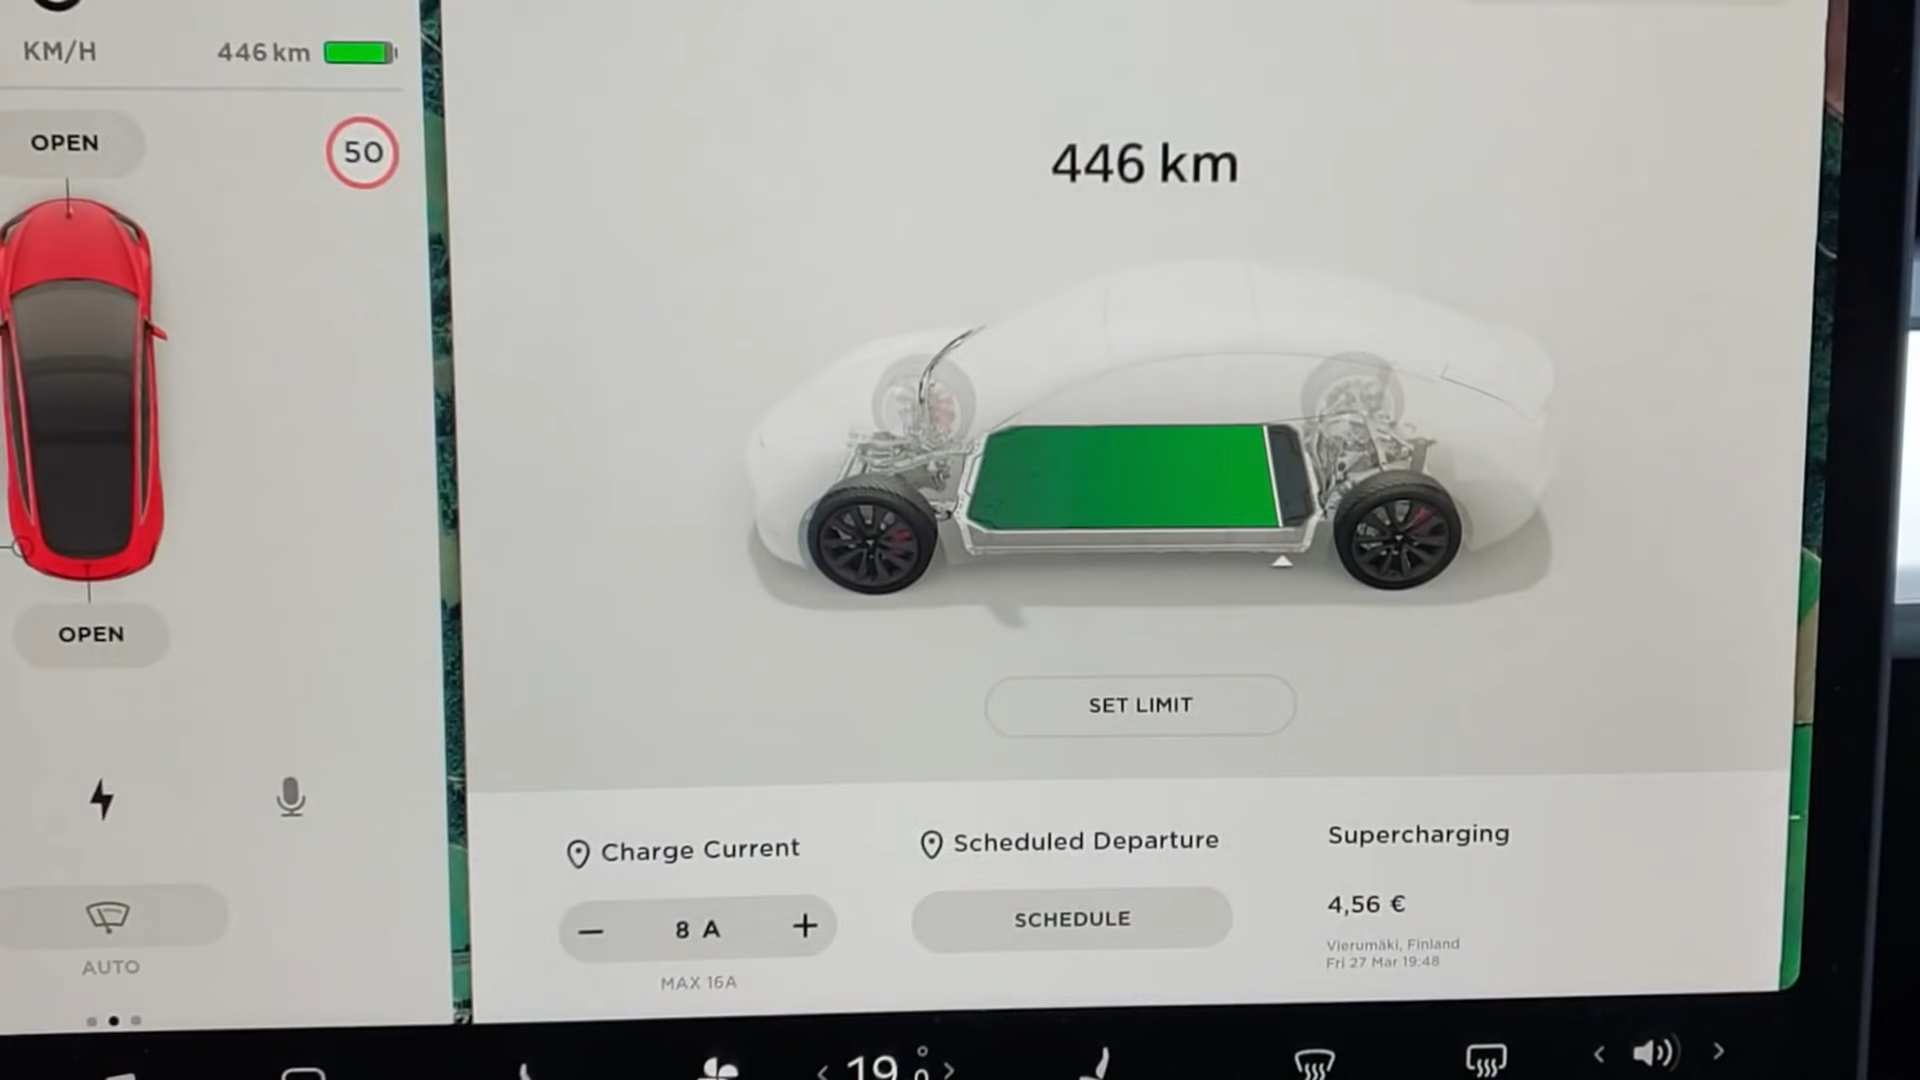 KM/H
446 km
OPEN
50
OPEN
AUTO
446 km
SET LIMIT
Charge Current
8 A
MAX 16A
Scheduled Departure
SCHEDULE
Supercharging
4,56 €
Vierumäki, Finland
Fri 27 Mar 19:48